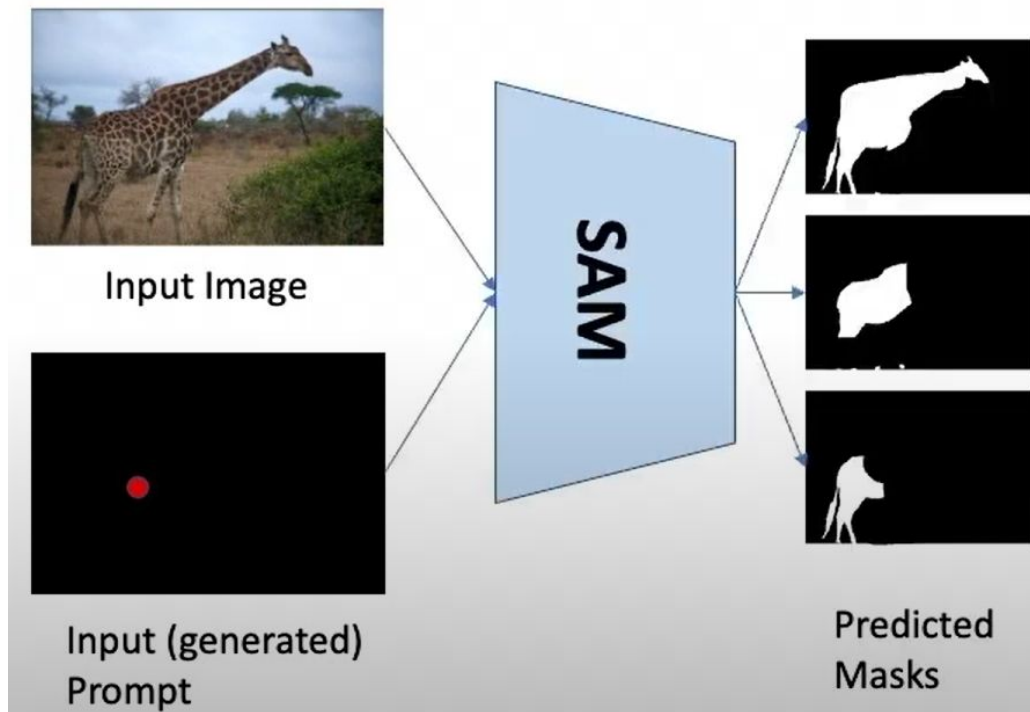 Input Image
SAM
Input (generated)
Prompt
Predicted
Masks